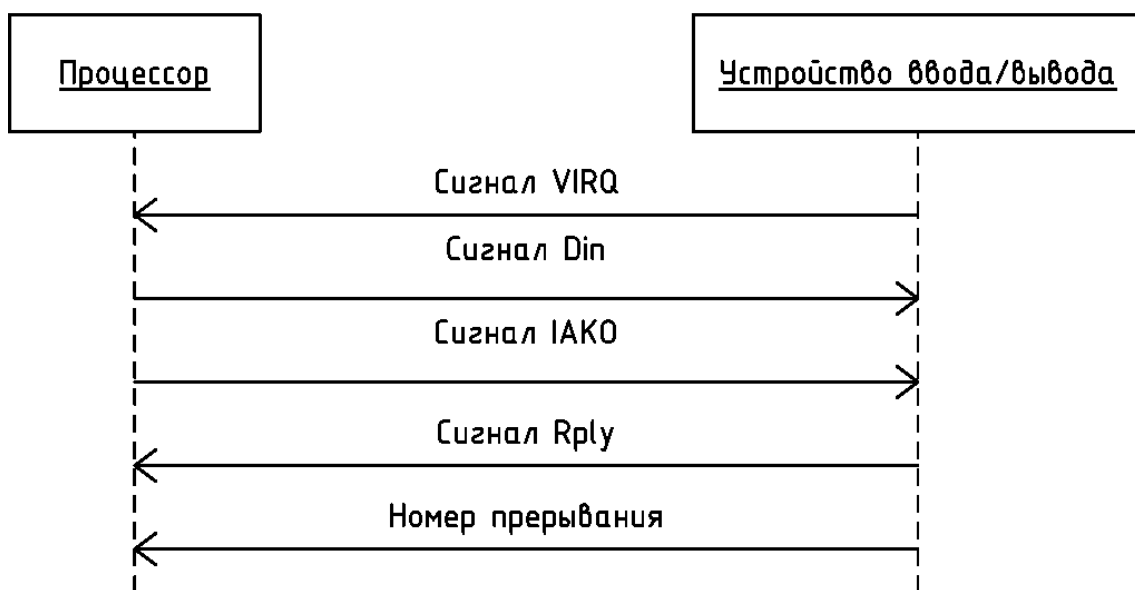 Процессор
Устройство ввода/вывода
Сигнал VIRQ
Сигнал Din
Сигнал IAKO
Сигнал Rply
Номер прерывания